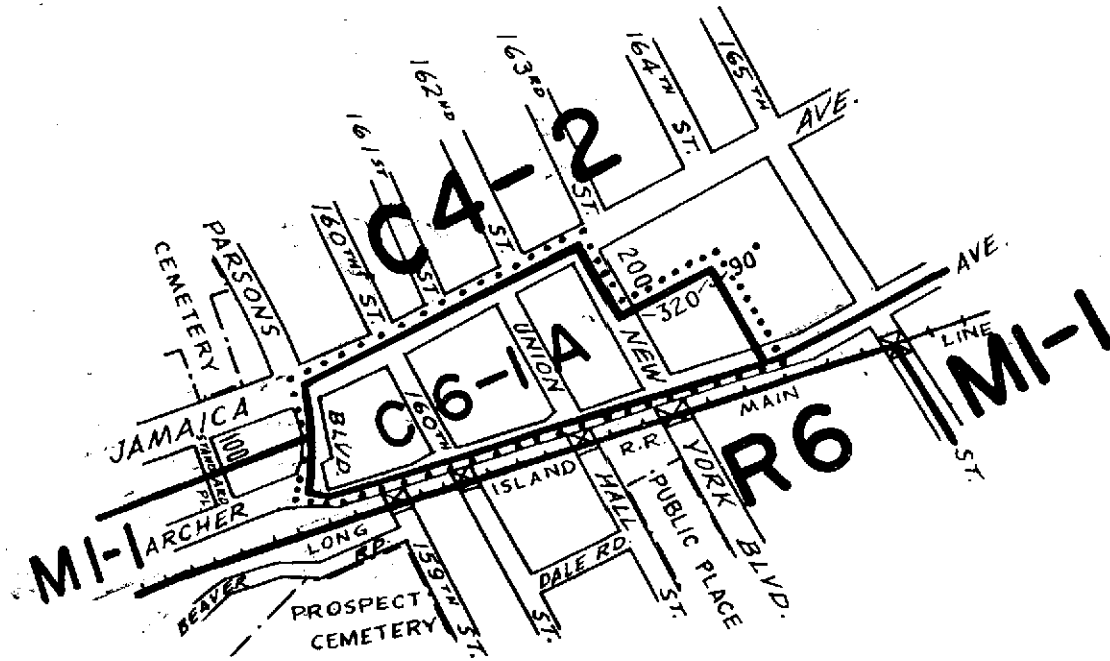 161ST
ST.
162ND
ST.
163RD
ST.
164TH
ST.
165TH
AVE.
C4-2
160TH ST.
PARSONS
CEMETERY
BLVD.
JAMAICA
STANDARD
PL.
100
ARCHER
M1-1
C6-1A
160TH
UNION
HALL
ST.
NEW
YORK
BLVD.
200
320
90
AVE.
LONG
ISLAND
R.R.
MAIN
LINE
M1-1
R6
ST.
BEAVER
RD.
PROSPECT
CEMETERY
159TH
ST.
ST.
DALE RD.
PUBLIC PLACE